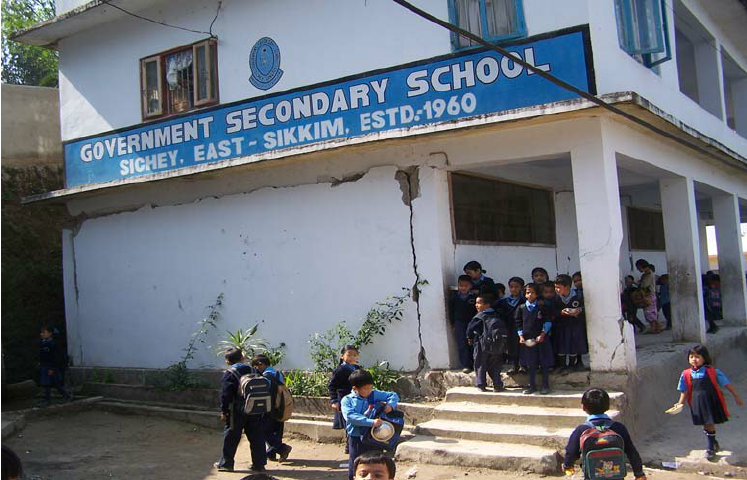 GOVERNMENT SECONDARY SCHOOL
SICHEY, EAST-SIKKIM, ESTD:-1960